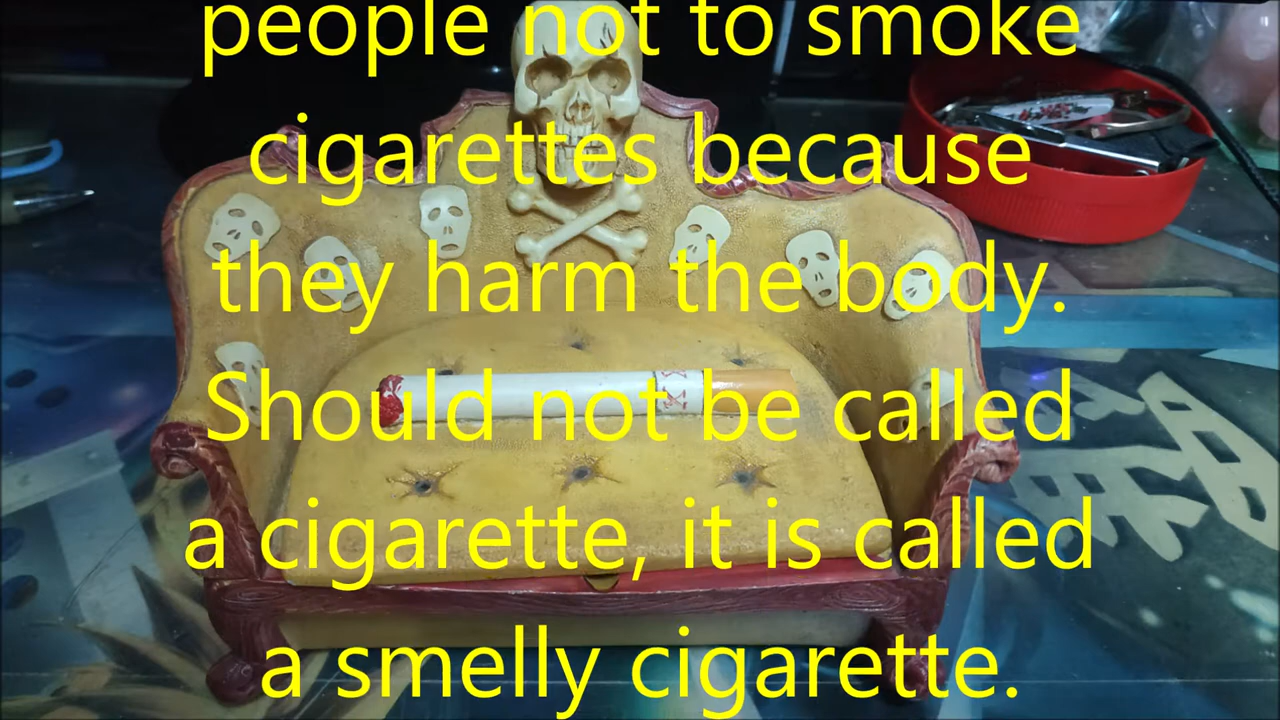 people not to smoke
cigarettes because
they harm the body.
Should not be called
a cigarette, it is called
a smelly cigarette.